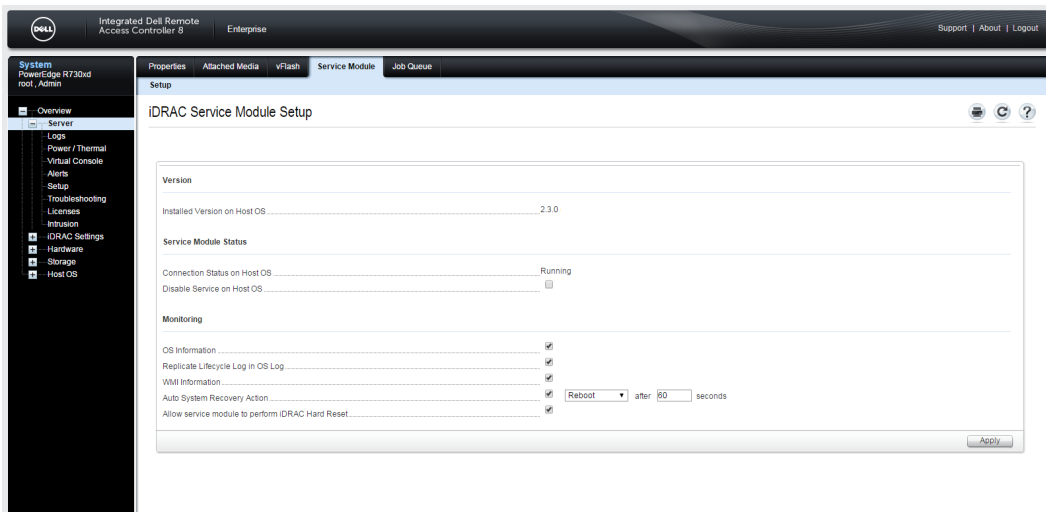 DELL
Integrated Dell Remote
Access Controller 8
Enterprise
Support | About | Logout
System
PowerEdge R730xd
root , Admin
Properties Attached Media vFlash Service Module Job Queue
Setup
Overview
Server
Logs
Power / Thermal
Virtual Console
Alerts
Setup
Troubleshooting
Licenses
Intrusion
iDRAC Settings
Hardware
Storage
Host OS
iDRAC Service Module Setup
Version
Installed Version on Host OS 2.3.0
Service Module Status
Connection Status on Host OS Running
Disable Service on Host OS
Monitoring
OS Information
Replicate Lifecycle Log in OS Log
WMI Information
Auto System Recovery Action Reboot after 60 seconds
Allow service module to perform iDRAC Hard Reset
Apply